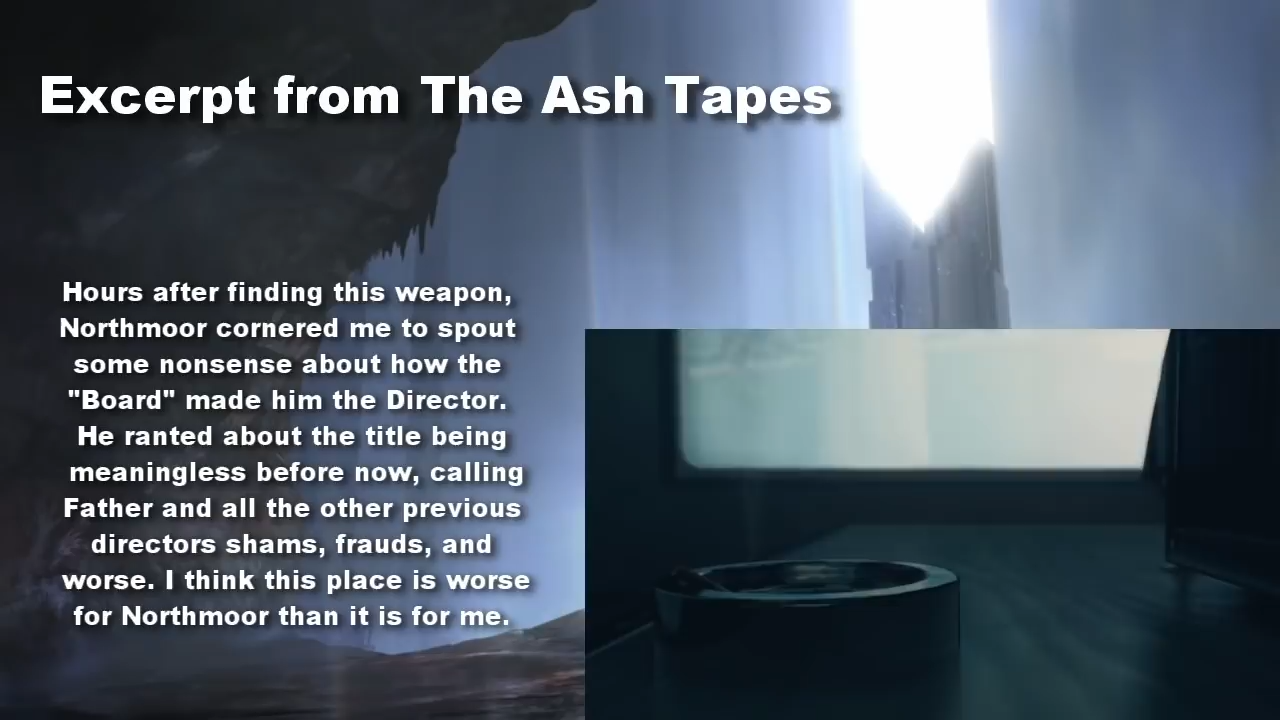 Excerpt from The Ash Tapes
Hours after finding this weapon,
Northmoor cornered me to spout
some nonsense about how the
"Board" made him the Director.
He ranted about the title being
meaningless before now, calling
Father and all the other previous
directors shams, frauds, and
worse. I think this place is worse
for Northmoor than it is for me.